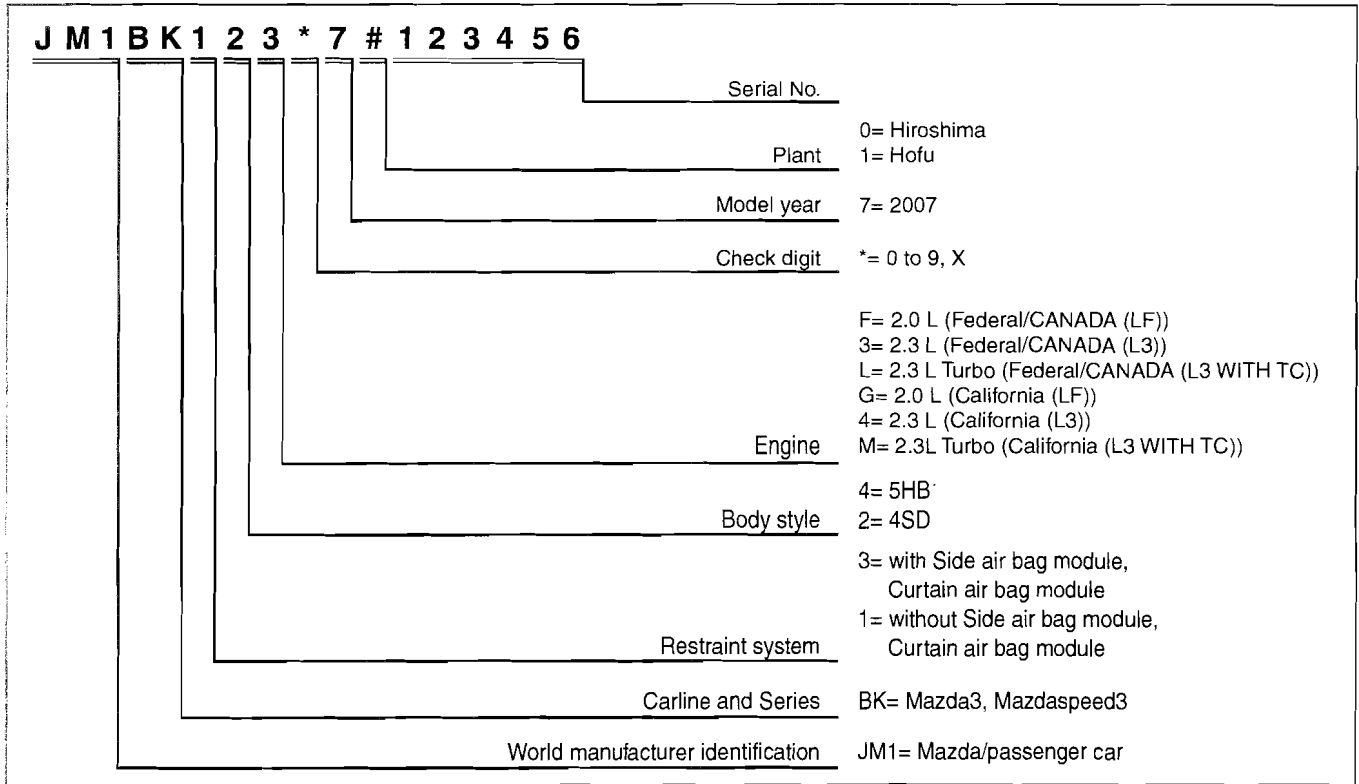 J M 1 B K 1 2 3 * 7 # 1 2 3 4 5 6
Serial No.
0= Hiroshima
Plant 1= Hofu
Model year 7= 2007
Check digit *= 0 to 9, X
F= 2.0 L (Federal/CANADA (LF))
3= 2.3 L (Federal/CANADA (L3))
L= 2.3 L Turbo (Federal/CANADA (L3 WITH TC))
G= 2.0 L (California (LF))
4= 2.3 L (California (L3))
Engine M= 2.3L Turbo (California (L3 WITH TC))
4= 5HB
Body style 2= 4SD
3= with Side air bag module,
Curtain air bag module
1= without Side air bag module,
Restraint system Curtain air bag module
Carline and Series BK= Mazda3, Mazdaspeed3
World manufacturer identification JM1= Mazda/passenger car